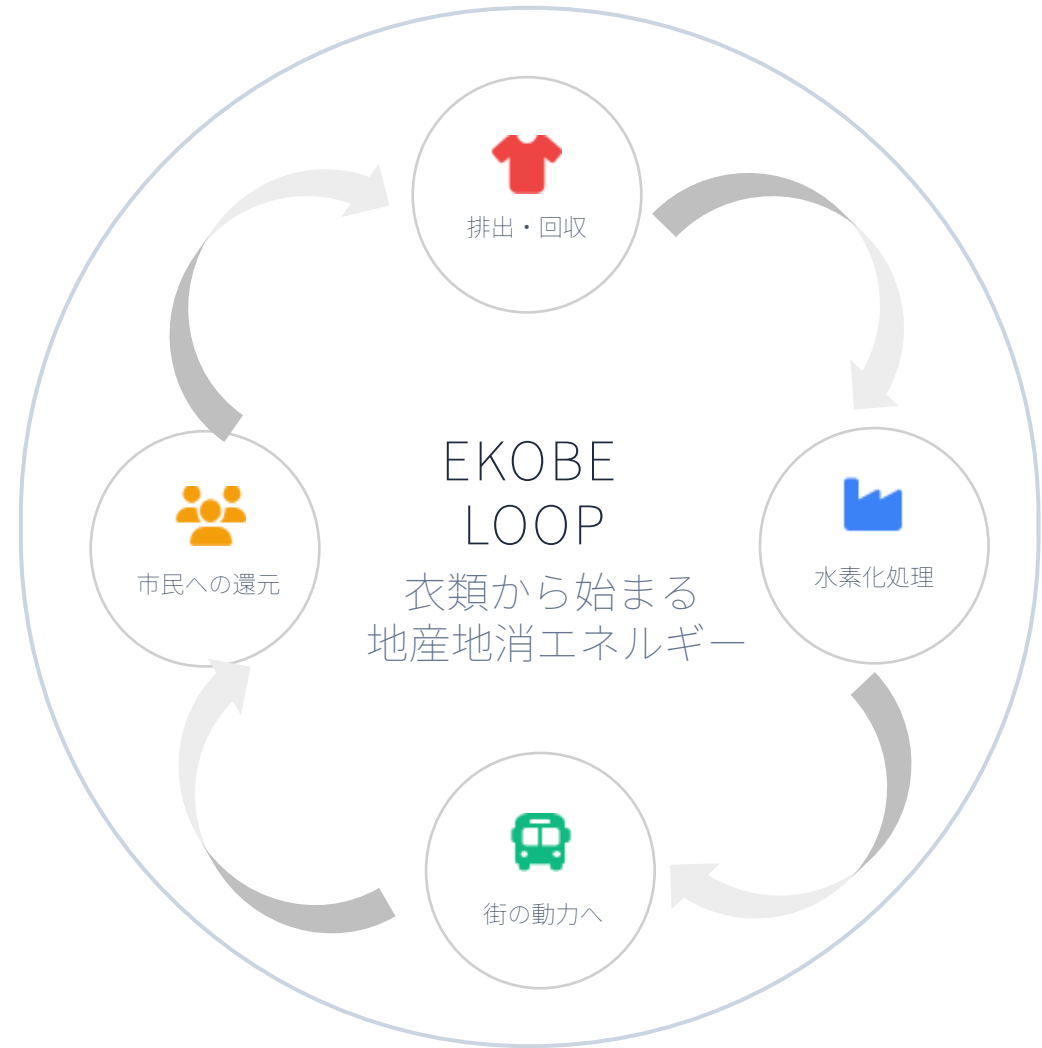 排出・回収
EKOBE
LOOP
衣類から始まる
地産地消エネルギー
市民への還元
水素化処理
街の動力へ